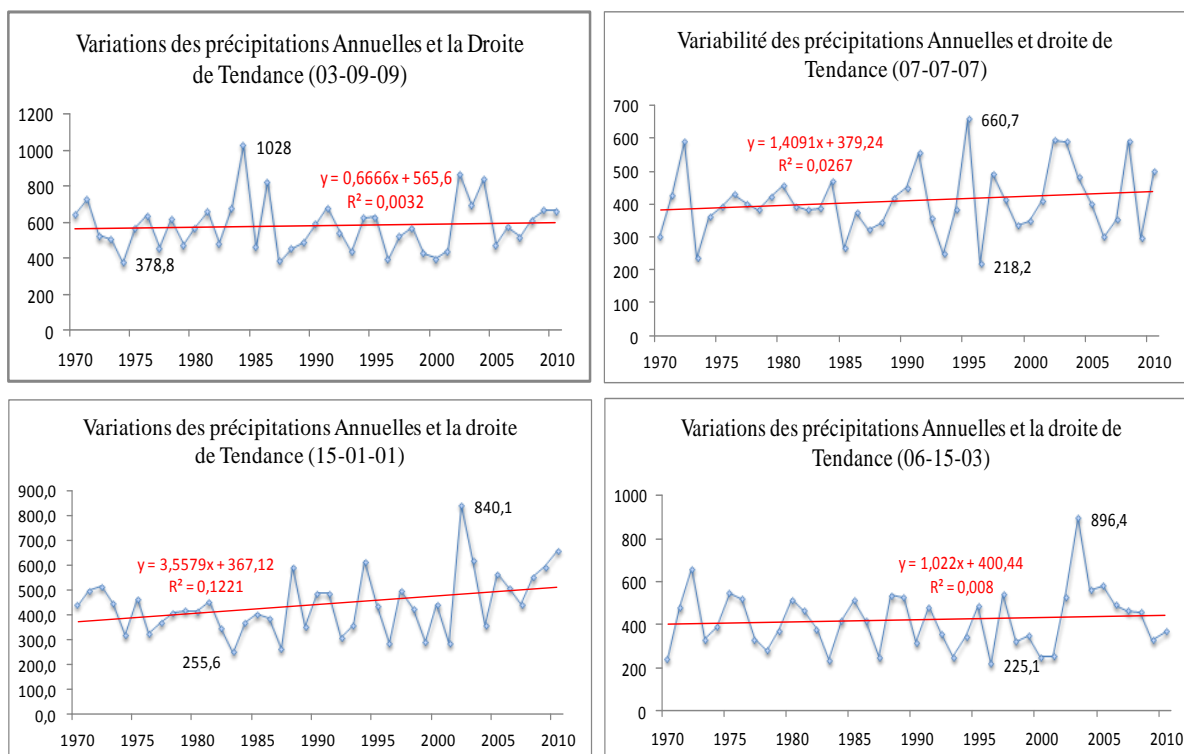 Variations des précipitations Annuelles et la Droite
de Tendance (03-09-09)
1200
1000
800
600
400
200
0
1028
y = 0,6666x + 565,6
R² = 0,0032
378,8
1970 1975 1980 1985 1990 1995 2000 2005 2010
Variabilité des précipitations Annuelles et droite de
Tendance (07-07-07)
700
600
500
400
300
200
100
0
660,7
y = 1,4091x + 379,24
R² = 0,0267
218,2
1970 1975 1980 1985 1990 1995 2000 2005 2010
Variations des précipitations Annuelles et la droite
de Tendance (15-01-01)
900,0
800,0
700,0
600,0
500,0
400,0
300,0
200,0
100,0
0,0
840,1
y = 3,5579x + 367,12
R² = 0,1221
255,6
1970 1975 1980 1985 1990 1995 2000 2005 2010
Variations des précipitations Annuelles et la droite de
Tendance (06-15-03)
1000
800
600
400
200
0
896,4
y = 1,022x + 400,44
R² = 0,008
225,1
1970 1975 1980 1985 1990 1995 2000 2005 2010